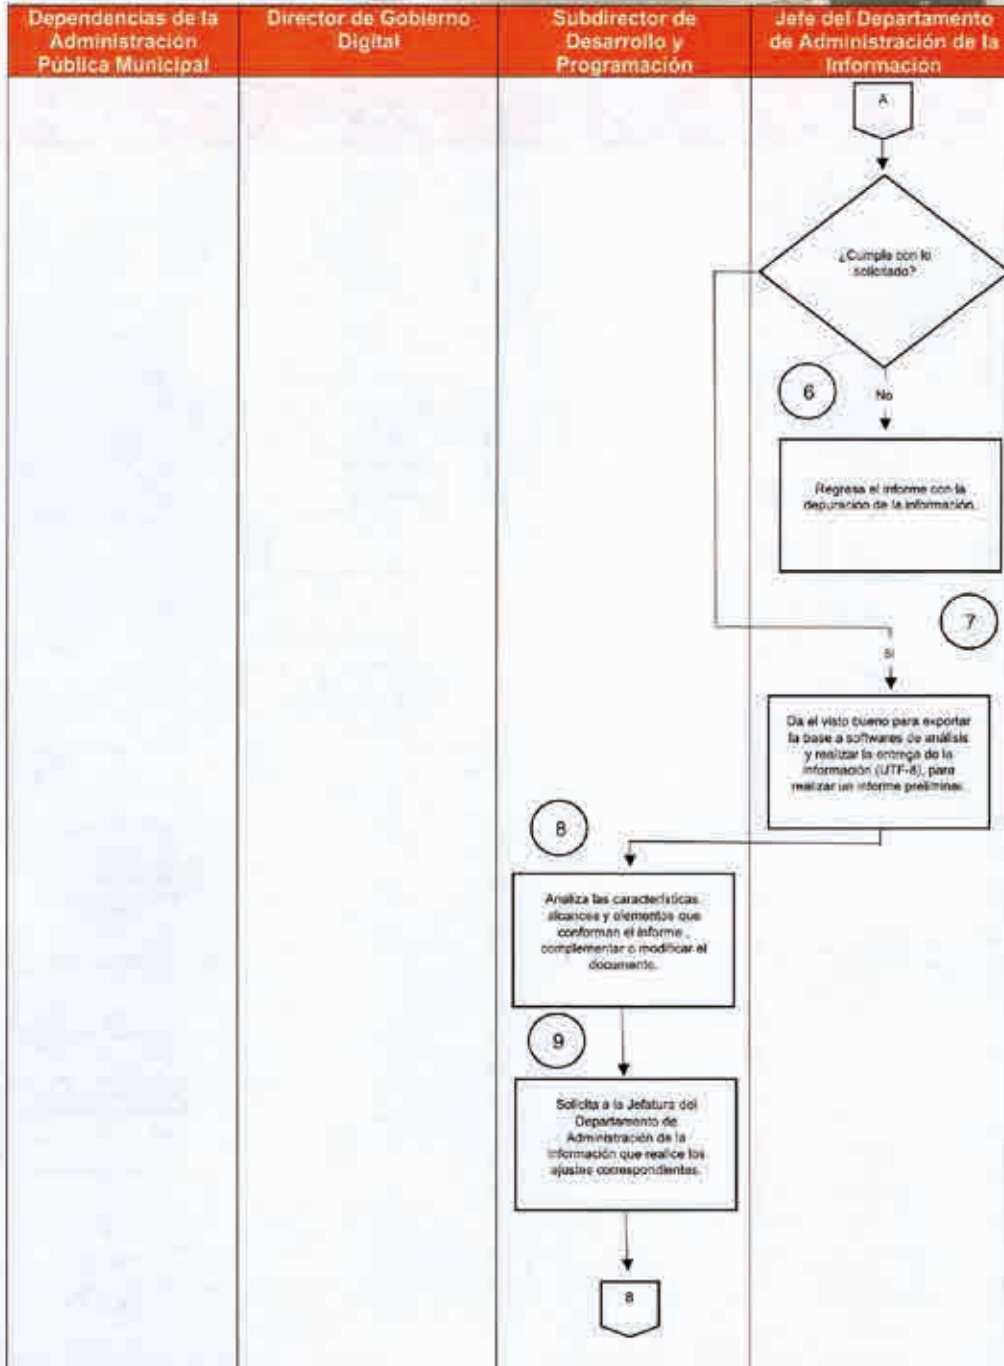 Dependencias de la
Administración
Pública Municipal
Director de Gobierno
Digital
Subdirector de
Desarrollo y
Programación
Jefe del Departamento
de Administración de la
Información
A
¿Cumple con lo
solicitado?
6
No
Regresa el informe con la
depuración de la información.
7
Si
Da el visto bueno para exportar
la base a softwares de análisis
y realizar la entrega de la
información (UTF-8), para
realizar un informe preliminar.
8
Analiza las características,
alcances y elementos que
conforman el informe ,
complementar o modificar el
documento.
9
Solicita a la Jefatura del
Departamento de
Administración de la
Información que realice los
ajustes correspondientes.
B